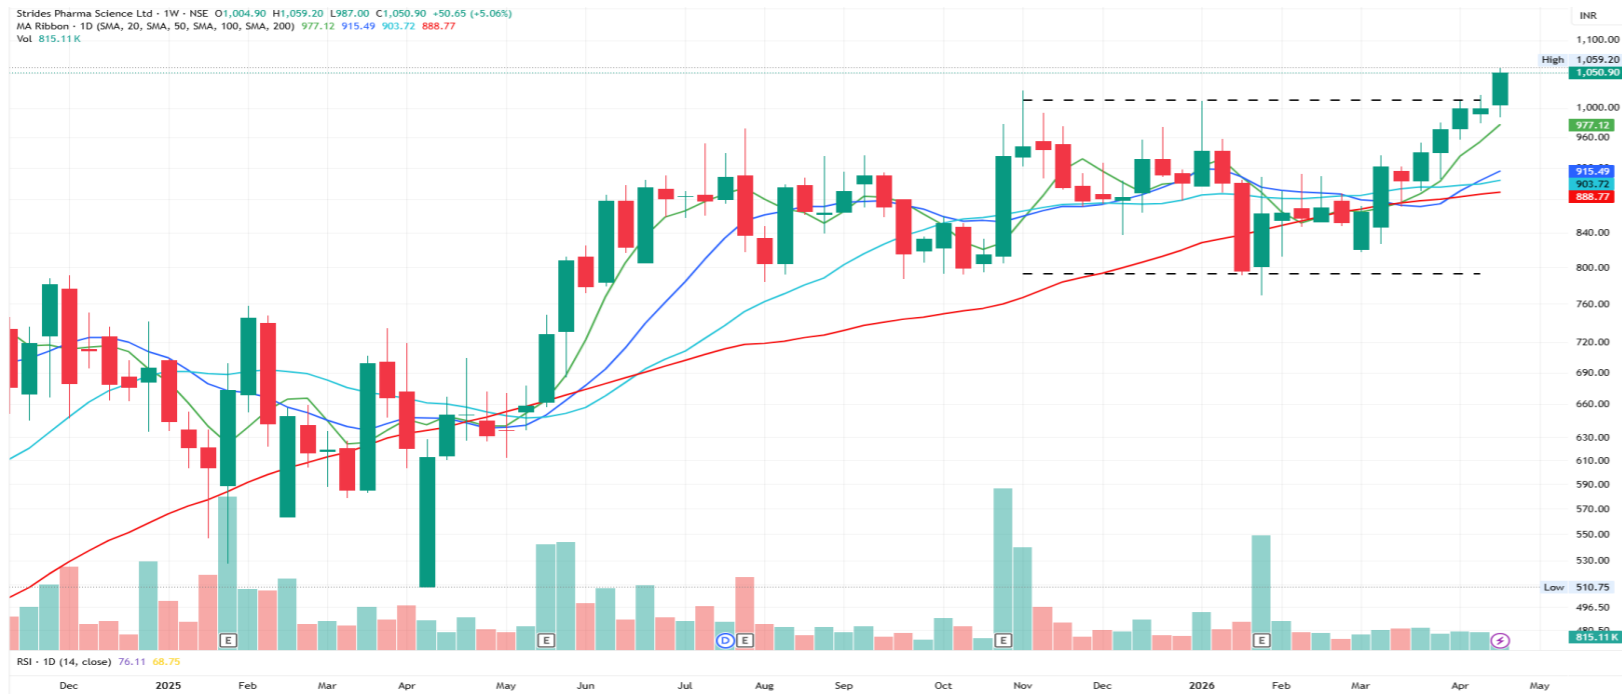 Strides Pharma Science Ltd · 1W · NSE O1,004.90 H1,059.20 L987.00 C1,050.90 +50.65 (+5.06%)
MA Ribbon · 1D (SMA, 20, SMA, 50, SMA, 100, SMA, 200) 977.12 915.49 903.72 888.77
Vol 815.11 K
INR
1,100.00
High 1,059.20
1,050.90
1,000.00
977.12
960.00
915.49
903.72
888.77
840.00
800.00
760.00
720.00
690.00
660.00
630.00
610.00
590.00
570.00
550.00
530.00
Low 510.75
496.50
815.11 K
E E D E E E
RSI · 1D (14, close) 76.11 68.75
Dec 2025 Feb Mar Apr May Jun Jul Aug Sep Oct Nov Dec 2026 Feb Mar Apr May